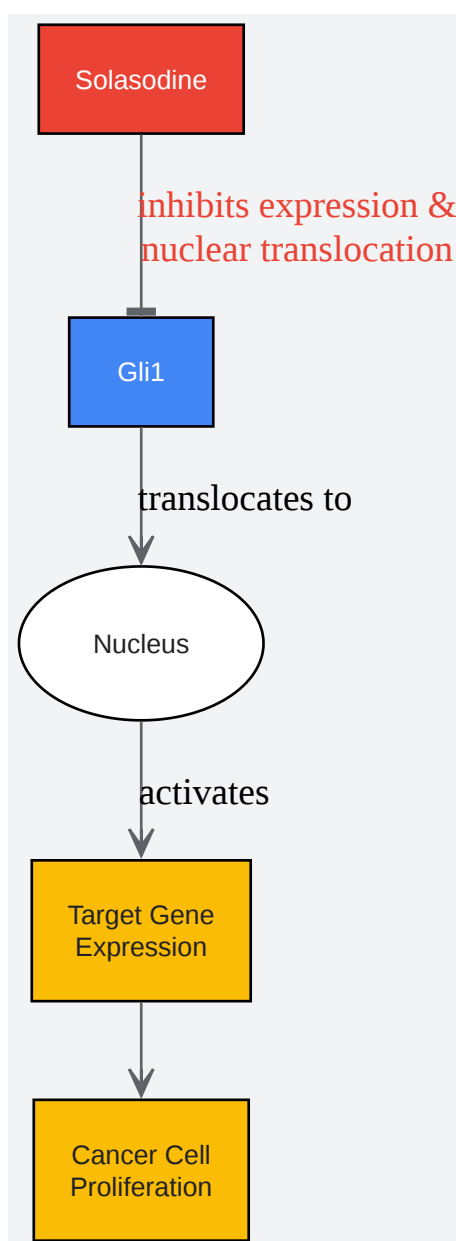 Solasodine
inhibits expression &
nuclear translocation
Gli1
translocates to
Nucleus
activates
Target Gene
Expression
Cancer Cell
Proliferation